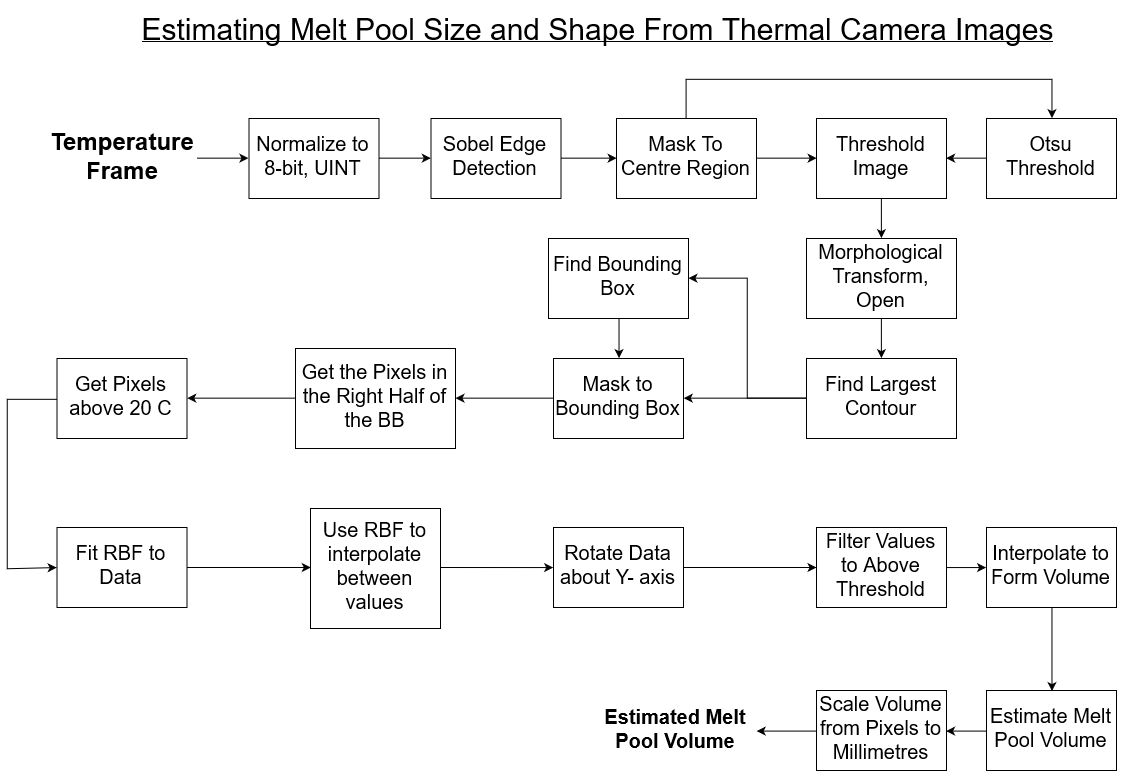 Estimating Melt Pool Size and Shape From Thermal Camera Images
Temperature
Frame
Normalize to
8-bit, UINT
Sobel Edge
Detection
Mask To
Centre Region
Threshold
Image
Otsu
Threshold
Find Bounding
Box
Morphological
Transform,
Open
Get Pixels
above 20 C
Get the Pixels in
the Right Half of
the BB
Mask to
Bounding Box
Find Largest
Contour
Fit RBF to
Data
Use RBF to
interpolate
between
values
Rotate Data
about Y- axis
Filter Values
to Above
Threshold
Interpolate to
Form Volume
Estimated Melt
Pool Volume
Scale Volume
from Pixels to
Millimetres
Estimate Melt
Pool Volume